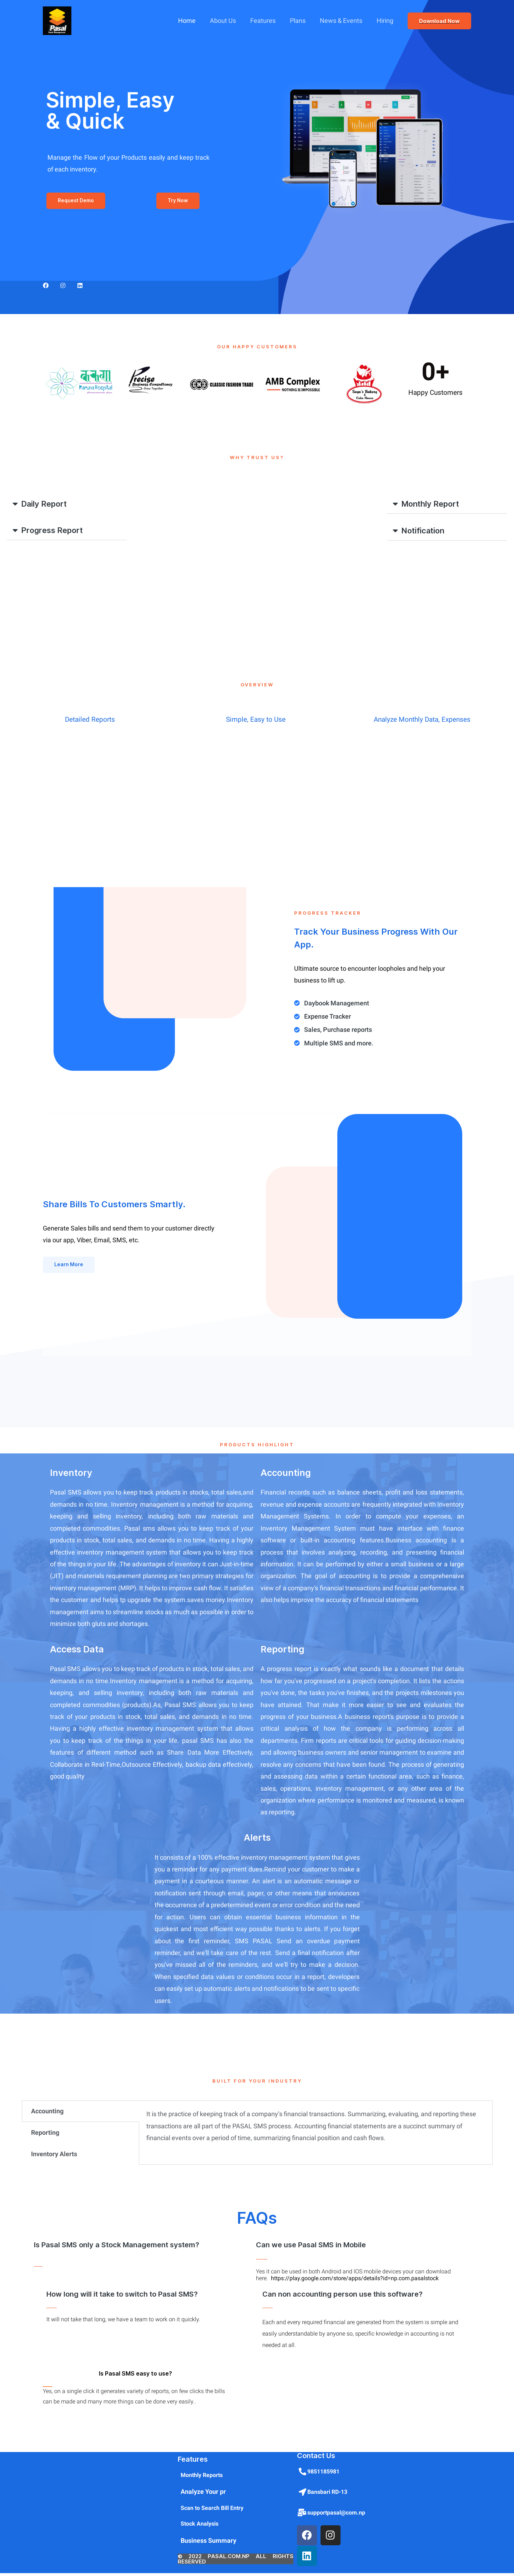 Pasal
Home
About Us
Features
Plans
News & Events
Hiring
Download Now
Simple, Easy
& Quick
Manage the Flow of your Products easily and keep track
of each inventory.
Request Demo
Try Now
OUR HAPPY CUSTOMERS
Precise
Business Consultancy
CLASSIC FASHION TRADE
AMB Complex
NOTHING IS IMPOSSIBLE
0+
Happy Customers
WHY TRUST US?
Daily Report
Progress Report
Monthly Report
Notification
OVERVIEW
Detailed Reports
Simple, Easy to Use
Analyze Monthly Data, Expenses
PROGRESS TRACKER
Track Your Business Progress With Our
App.
Ultimate source to encounter loopholes and help your
business to lift up.
Daybook Management
Expense Tracker
Sales, Purchase reports
Multiple SMS and more.
Share Bills To Customers Smartly.
Generate Sales bills and send them to your customer directly
via our app, Viber, Email, SMS, etc.
Learn More
PRODUCTS HIGHLIGHT
Inventory
Pasal SMS allows you to keep track products in stocks, total sales,and
demands in no time. Inventory management is a method for acquiring,
keeping and selling inventory, including both raw materials and
completed commodities. Pasal sms allows you to keep track of your
products in stock, total sales, and demands in no time. Having a highly
effective inventory management system that allows you to keep track
of the things in your life .The advantages of inventory it can Just-in-time
(JIT) and materials requirement planning are two primary strategies for
inventory management (MRP). It helps to improve cash flow. It satisfies
the customer and helps tp upgrade the system.saves money.Inventory
management aims to streamline stocks as much as possible in order to
minimize both gluts and shortages.
Accounting
Financial records such as balance sheets, profit and loss statements,
revenue and expense accounts are frequently integrated with Inventory
Management Systems. In order to compute your expenses, an
Inventory Management System must have interface with finance
software or built-in accounting features.Business accounting is a
process that involves analyzing, recording, and presenting financial
information. It can be performed by either a small business or a large
organization. The goal of accounting is to provide a comprehensive
view of a company's financial transactions and financial performance. It
also helps improve the accuracy of financial statements
Access Data
Pasal SMS allows you to keep track of products in stock, total sales, and
demands in no time.Inventory management is a method for acquiring,
keeping, and selling inventory, including both raw materials and
completed commodities (products).As, Pasal SMS allows you to keep
track of your products in stock, total sales, and demands in no time.
Having a highly effective inventory management system that allows
you to keep track of the things in your life. pasal SMS has also the
features of different method such as Share Data More Effectively,
Collaborate in Real-Time,Outsource Effectively, backup data effectively,
good quality
Reporting
A progress report is exactly what sounds like a document that details
how far you've progressed on a project's completion. It lists the actions
you've done, the tasks you've finishes, and the projects milestones you
have attained. That make it more easier to see and evaluates the
progress of your business.A business report's purpose is to provide a
critical analysis of how the company is performing across all
departments. Firm reports are critical tools for guiding decision-making
and allowing business owners and senior management to examine and
resolve any concerns that have been found. The process of generating
and assessing data within a certain functional area, such as finance,
sales, operations, inventory management, or any other area of the
organization where performance is monitored and measured, is known
as reporting.
Alerts
It consists of a 100% effective inventory management system that gives
you a reminder for any payment dues.Remind your customer to make a
payment in a courteous manner. An alert is an automatic message or
notification sent through email, pager, or other means that announces
the occurrence of a predetermined event or error condition and the need
for action. Users can obtain essential business information in the
quickest and most efficient way possible thanks to alerts. If you forget
about the first reminder, SMS PASAL Send an overdue payment
reminder, and we'll take care of the rest. Send a final notification after
you've missed all of the reminders, and we'll try to make a decision.
When specified data values or conditions occur in a report, developers
can easily set up automatic alerts and notifications to be sent to specific
users.
BUILT FOR YOUR INDUSTRY
Accounting
Reporting
Inventory Alerts
It is the practice of keeping track of a company's financial transactions. Summarizing, evaluating, and reporting these
transactions are all part of the PASAL SMS process. Accounting financial statements are a succinct summary of
financial events over a period of time, summarizing financial position and cash flows.
FAQs
Is Pasal SMS only a Stock Management system?
Can we use Pasal SMS in Mobile
Yes it can be used in both Android and IOS mobile devices your can download
here. https://play.google.com/store/apps/details?id=np.com.pasalstock
How long will it take to switch to Pasal SMS?
It will not take that long, we have a team to work on it quickly.
Can non accounting person use this software?
Each and every required financial are generated from the system in simple and
easily understandable by anyone so, specific knowledge in accounting is not
needed at all.
Is Pasal SMS easy to use?
Yes, on a single click it generates variety of reports, on few clicks the bills
can be made and many more things can be done very easily.
Features
Monthly Reports
Analyze Your pr
Scan to Search Bill Entry
Stock Analysis
Business Summary
© 2022 PASAL.COM.NP ALL RIGHTS
RESERVED
Contact Us
9851185981
Bansbari RD-13
supportpasal@com.np